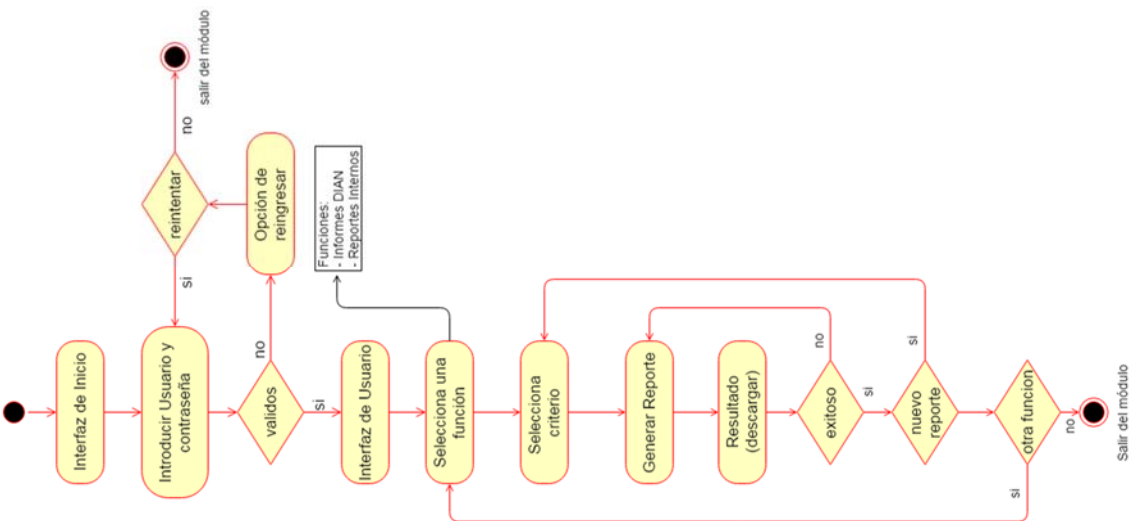 Interfaz de Inicio
Introducir Usuario y
contraseña
validos
no
si
Opción de
reingresar
reintentar
si
no
salir del módulo
Interfaz de Usuario
Selecciona una
función
Funciones:
- Informes DIAN
- Reportes Internos
Selecciona
criterio
Generar Reporte
Resultado
(descargar)
exitoso
no
si
nuevo
reporte
si
otra funcion
si
no
Salir del módulo